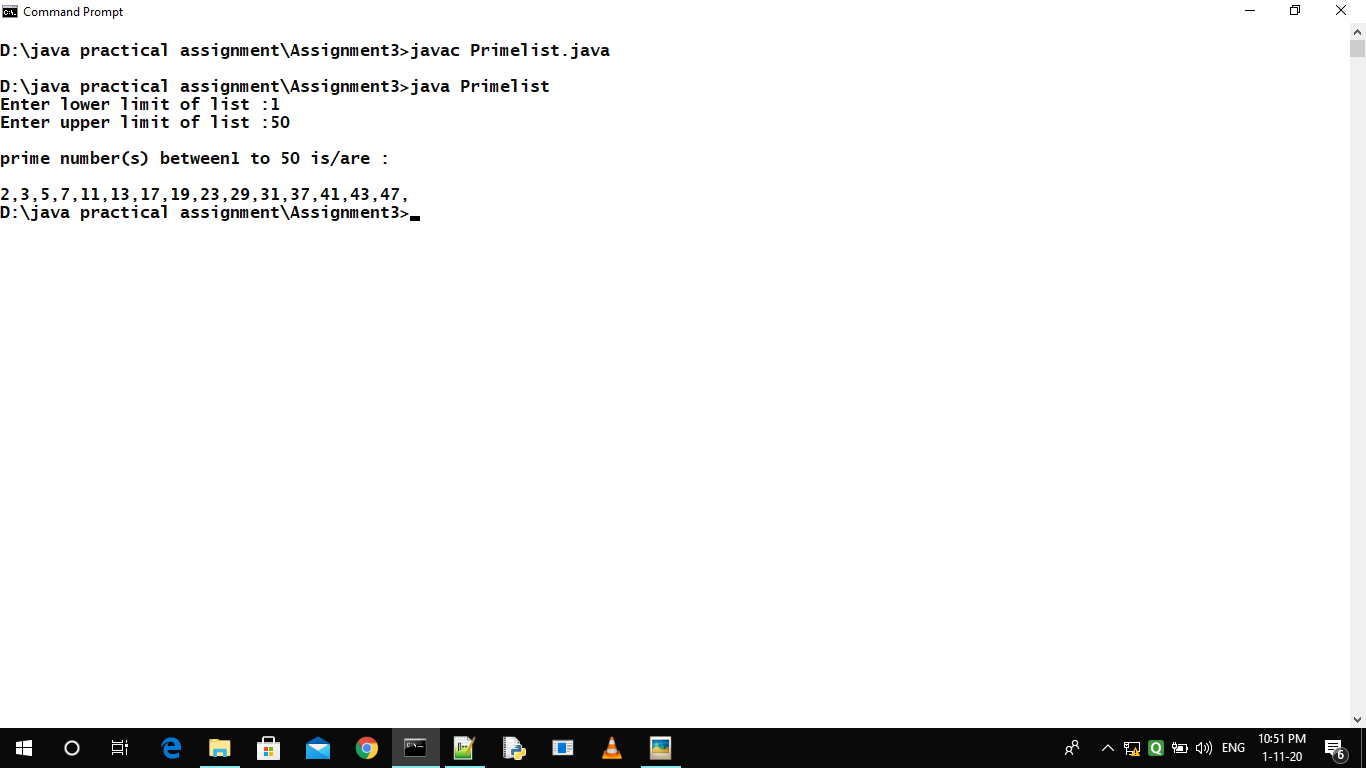 Command Prompt
D:\java practical assignment\Assignment3>javac Primelist.java
D:\java practical assignment\Assignment3>java Primelist
Enter lower limit of list :1
Enter upper limit of list :50
prime number(s) between1 to 50 is/are :
2,3,5,7,11,13,17,19,23,29,31,37,41,43,47,
D:\java practical assignment\Assignment3>
ENG
10:51 PM
1-11-20
6